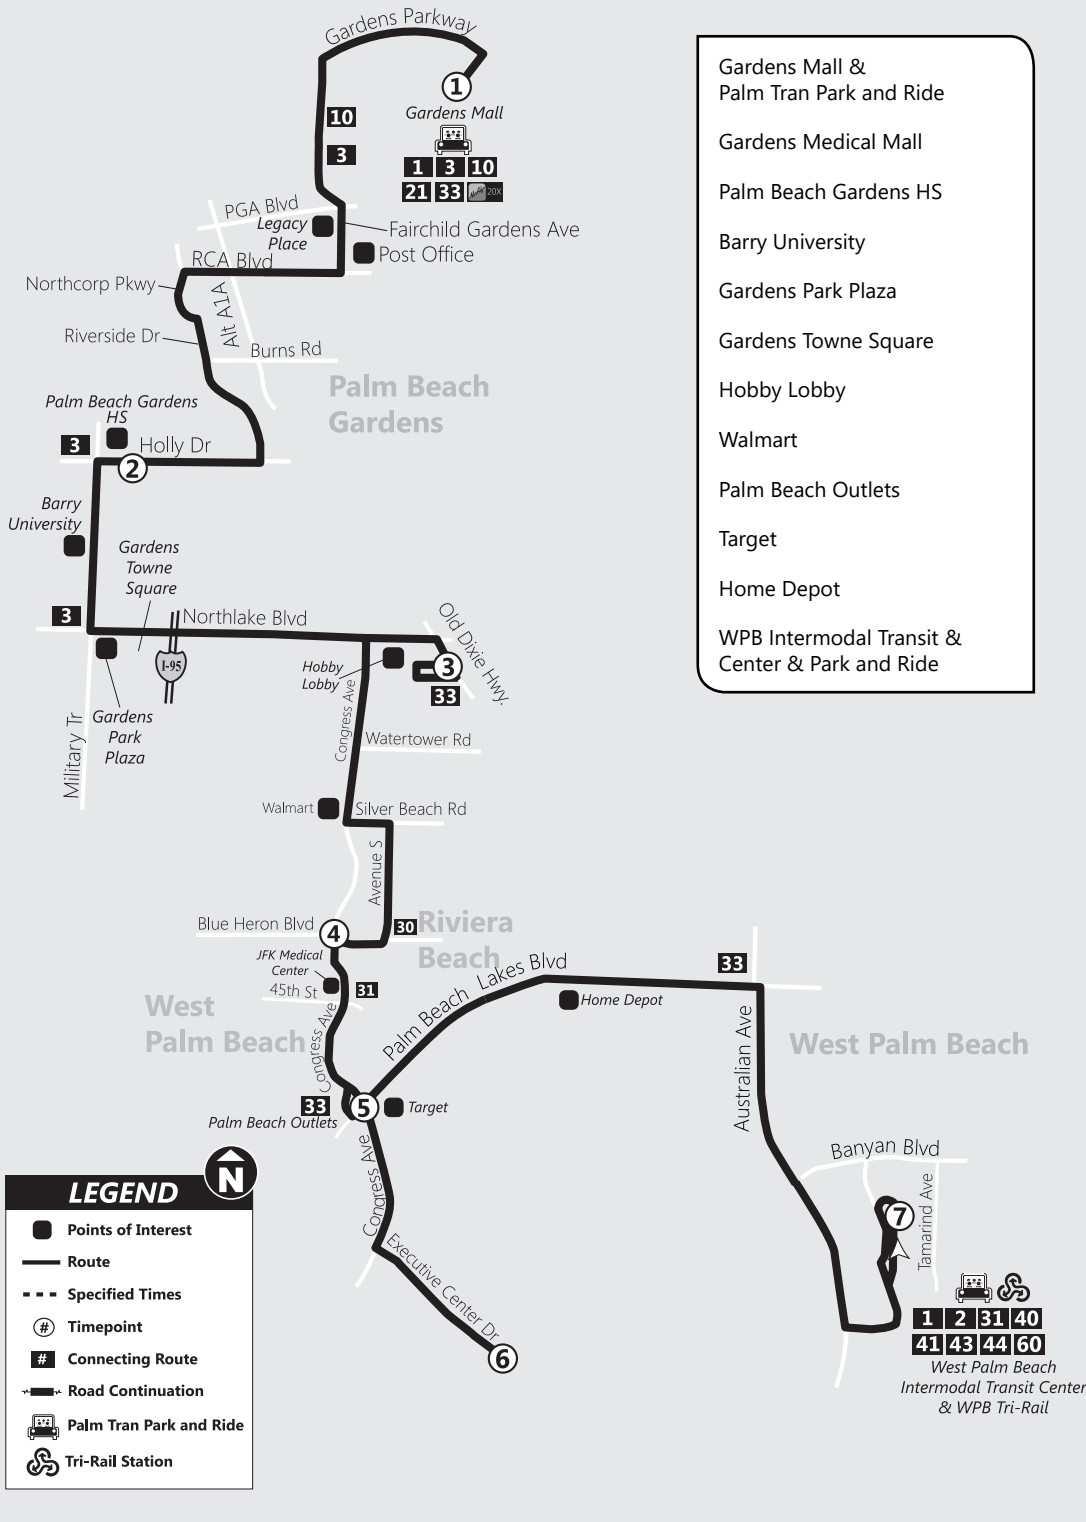 Gardens Parkway
1
Gardens Mall
10
3
1 3 10
21 33 20X
PGA Blvd
Legacy
Place
Fairchild Gardens Ave
Post Office
RCA Blvd
Northcorp Pkwy
Alt A1A
Riverside Dr
Burns Rd
Palm Beach
Gardens
Palm Beach Gardens
HS
3
Holly Dr
2
Barry
University
Gardens
Towne
Square
3
Northlake Blvd
I-95
Old Dixie Hwy.
Hobby
Lobby
3
33
Congress Ave
Gardens
Park
Plaza
Military Tr
Watertower Rd
Walmart
Silver Beach Rd
Avenue S
Blue Heron Blvd
4
30
Riviera
Beach
JFK Medical
Center
45th St
31
West
Palm Beach
Congress Ave
Palm Beach Lakes Blvd
Home Depot
33
Australian Ave
West Palm Beach
33
5
Target
Palm Beach Outlets
Congress Ave
Executive Center Dr
6
Banyan Blvd
Tamarind Ave
7
1 2 31 40
41 43 44 60
West Palm Beach
Intermodal Transit Center
& WPB Tri-Rail
Gardens Mall &
Palm Tran Park and Ride
Gardens Medical Mall
Palm Beach Gardens HS
Barry University
Gardens Park Plaza
Gardens Towne Square
Hobby Lobby
Walmart
Palm Beach Outlets
Target
Home Depot
WPB Intermodal Transit &
Center & Park and Ride
N
LEGEND
Points of Interest
Route
Specified Times
# Timepoint
# Connecting Route
Road Continuation
Palm Tran Park and Ride
Tri-Rail Station